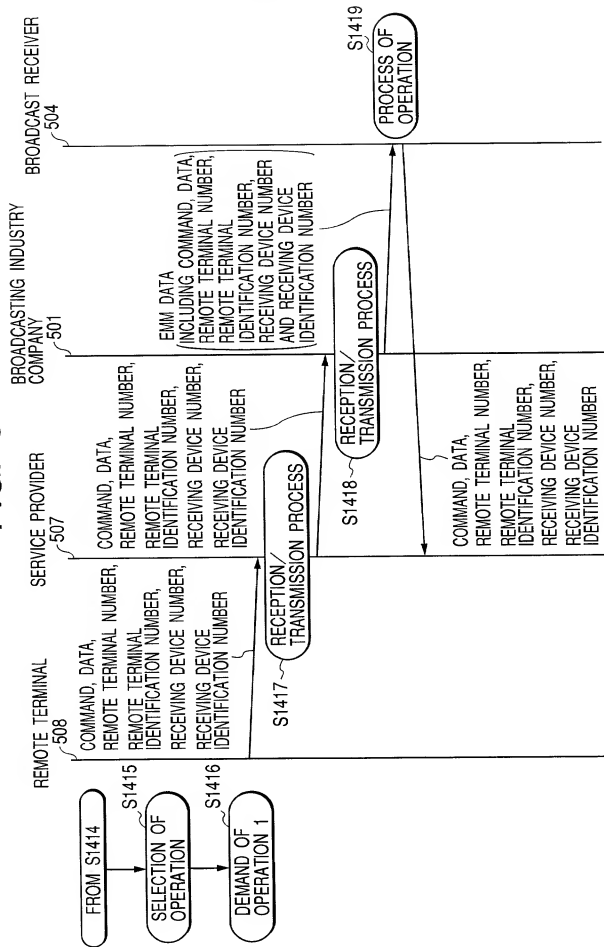 REMOTE TERMINAL
508
SERVICE PROVIDER
507
BROADCASTING INDUSTRY
COMPANY
501
BROADCAST RECEIVER
504
FROM S1414
S1415
SELECTION OF
OPERATION
S1416
DEMAND OF
OPERATION 1
COMMAND, DATA,
REMOTE TERMINAL NUMBER,
REMOTE TERMINAL
IDENTIFICATION NUMBER,
RECEIVING DEVICE NUMBER
RECEIVING DEVICE
IDENTIFICATION NUMBER
S1417
RECEPTION/
TRANSMISSION PROCESS
COMMAND, DATA,
REMOTE TERMINAL NUMBER,
REMOTE TERMINAL
IDENTIFICATION NUMBER,
RECEIVING DEVICE NUMBER
RECEIVING DEVICE
IDENTIFICATION NUMBER
S1418
RECEPTION/
TRANSMISSION PROCESS
EMM DATA
INCLUDING COMMAND, DATA,
REMOTE TERMINAL NUMBER,
REMOTE TERMINAL
IDENTIFICATION NUMBER,
RECEIVING DEVICE NUMBER
AND RECEIVING DEVICE
IDENTIFICATION NUMBER
S1419
PROCESS OF
OPERATION
COMMAND, DATA,
REMOTE TERMINAL NUMBER,
REMOTE TERMINAL
IDENTIFICATION NUMBER,
RECEIVING DEVICE NUMBER
RECEIVING DEVICE
IDENTIFICATION NUMBER